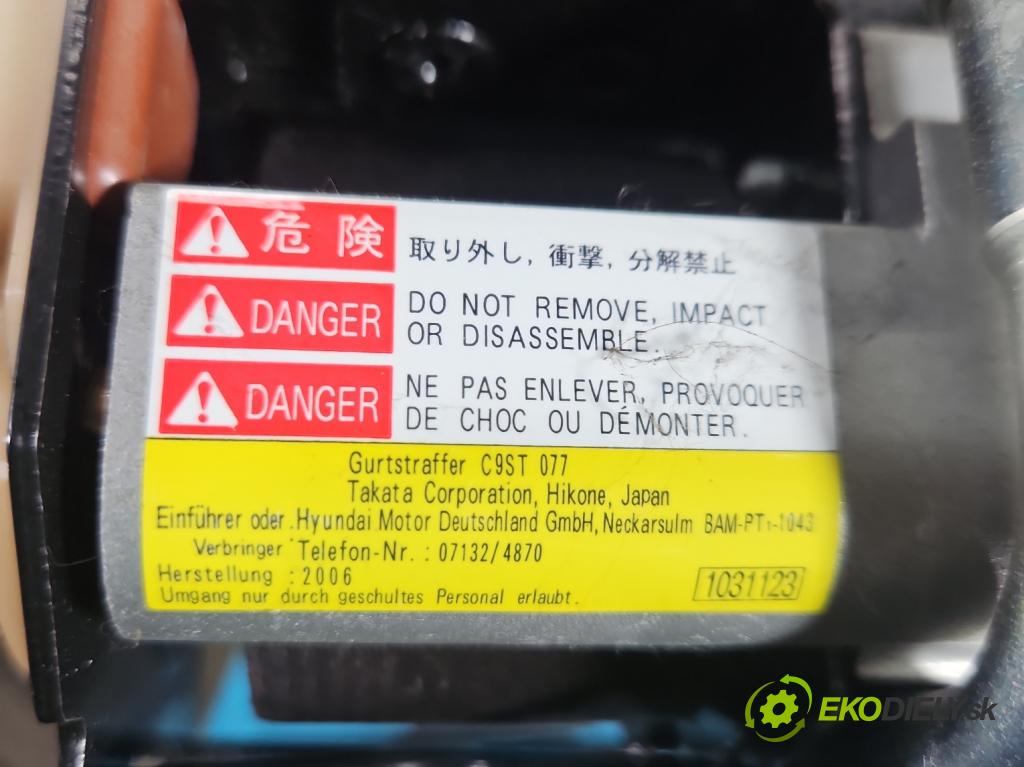 危険
取り外し, 衝撃, 分解禁止
DANGER
DO NOT REMOVE, IMPACT
OR DISASSEMBLE.
DANGER
NE PAS ENLEVER, PROVOQUER
DE CHOC OU DÉMONTER.
Gurtstraffer C9ST 077
Takata Corporation, Hikone, Japan
Einführer oder Hyundai Motor Deutschland GmbH, Neckarsulm BAM-PT₁-1043
Verbringer Telefon-Nr. : 07132/4870
Herstellung : 2006
1031123
Umgang nur durch geschultes Personal erlaubt.
EKODIELY.sk